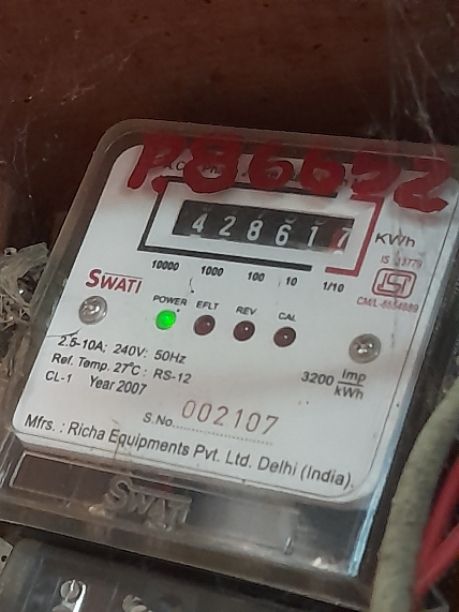 P.86652
428617
KWh
IS 13779
10000 1000 100 10 1/10
CM/L-8554689
SWATI
POWER EFLT REV CAL
2.5-10A; 240V; 50Hz
Ref. Temp. 27°C : RS-12
3200 Imp/kWh
CL-1 Year 2007
S.No. 002107
Mfrs. : Richa Equipments Pvt. Ltd. Delhi (India).
SWATI